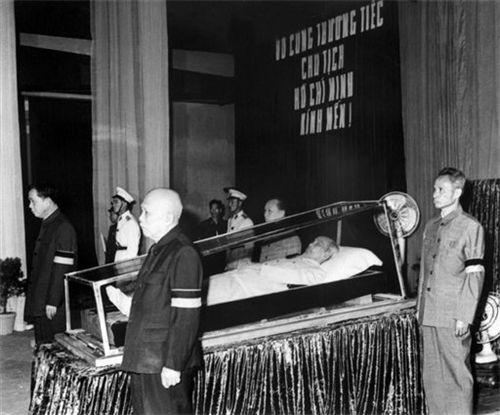 VÔ CÙNG THƯƠNG TIẾC
CHỦ TỊCH
HỒ CHÍ MINH
KÍNH MẾN!